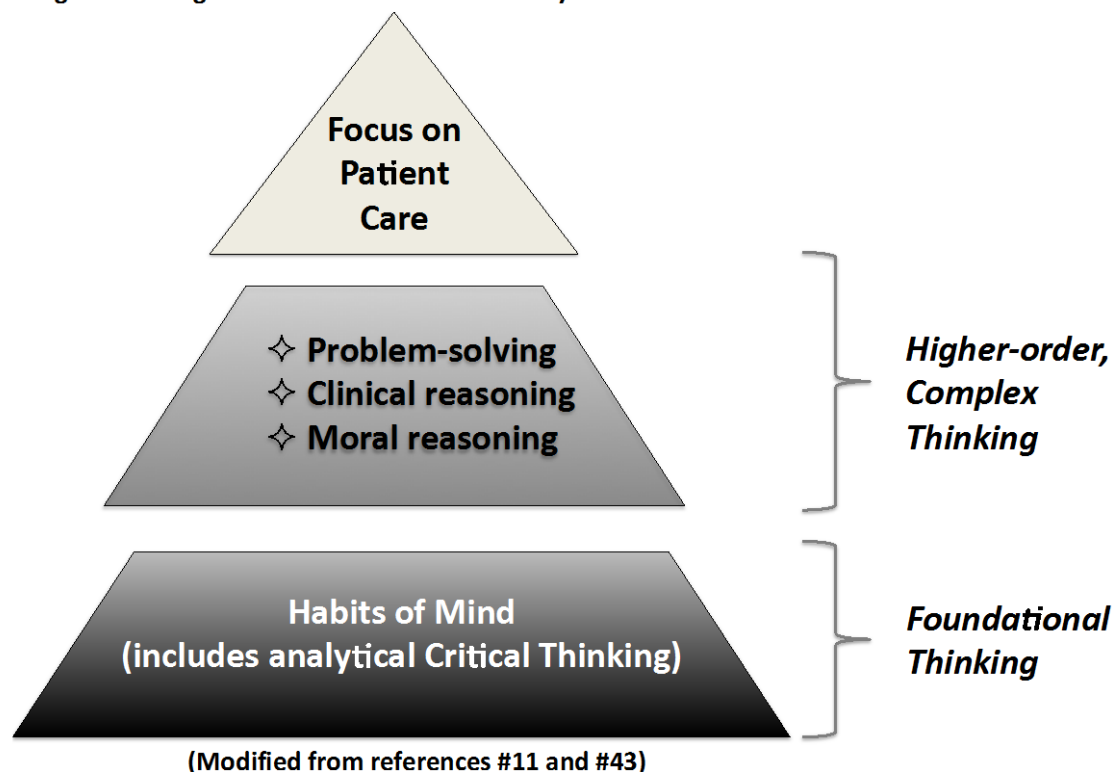 Focus on
Patient
Care
✧ Problem-solving
✧ Clinical reasoning
✧ Moral reasoning
Higher-order,
Complex
Thinking
Habits of Mind
(includes analytical Critical Thinking)
Foundational
Thinking
(Modified from references #11 and #43)